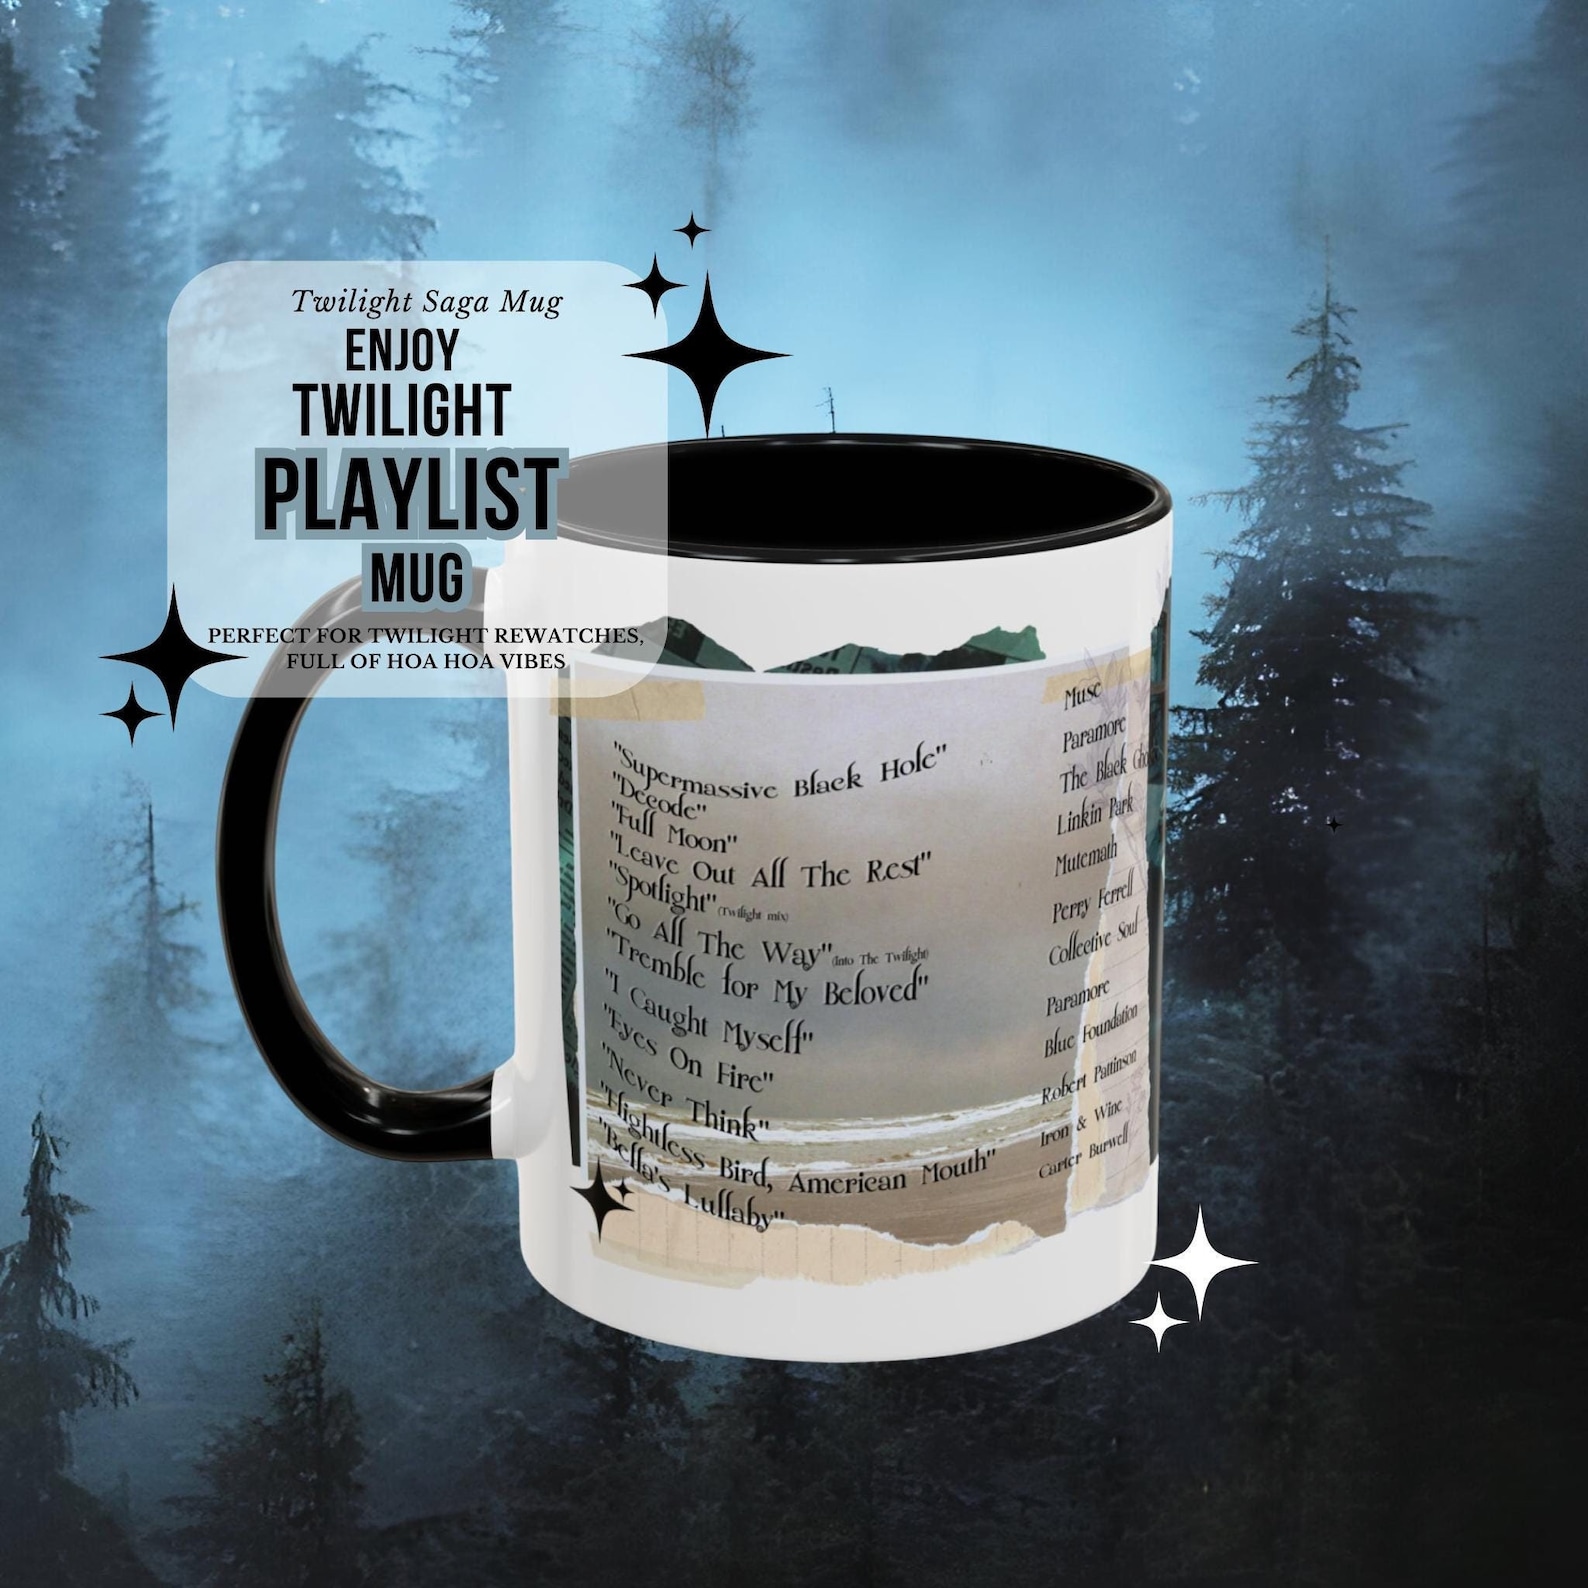 Twilight Saga Mug
ENJOY
TWILIGHT
PLAYLIST
MUG
PERFECT FOR TWILIGHT REWATCHES,
FULL OF HOA HOA VIBES
"Supermassive Black Hole"
"Decode"
"Full Moon"
"Leave Out All The Rest"
"Spotlight" (Twilight mix)
"Go All The Way" (Into The Twilight)
"Tremble for My Beloved"
"I Caught Myself"
"Eyes On Fire"
"Never Think"
"Flightless Bird, American Mouth"
"Bella's Lullaby"
Muse
Paramore
The Black
Linkin Park
Mutemath
Perry Ferrell
Collective Soul
Paramore
Blue Foundation
Robert Pattinson
Iron & Wine
Carter Burwell